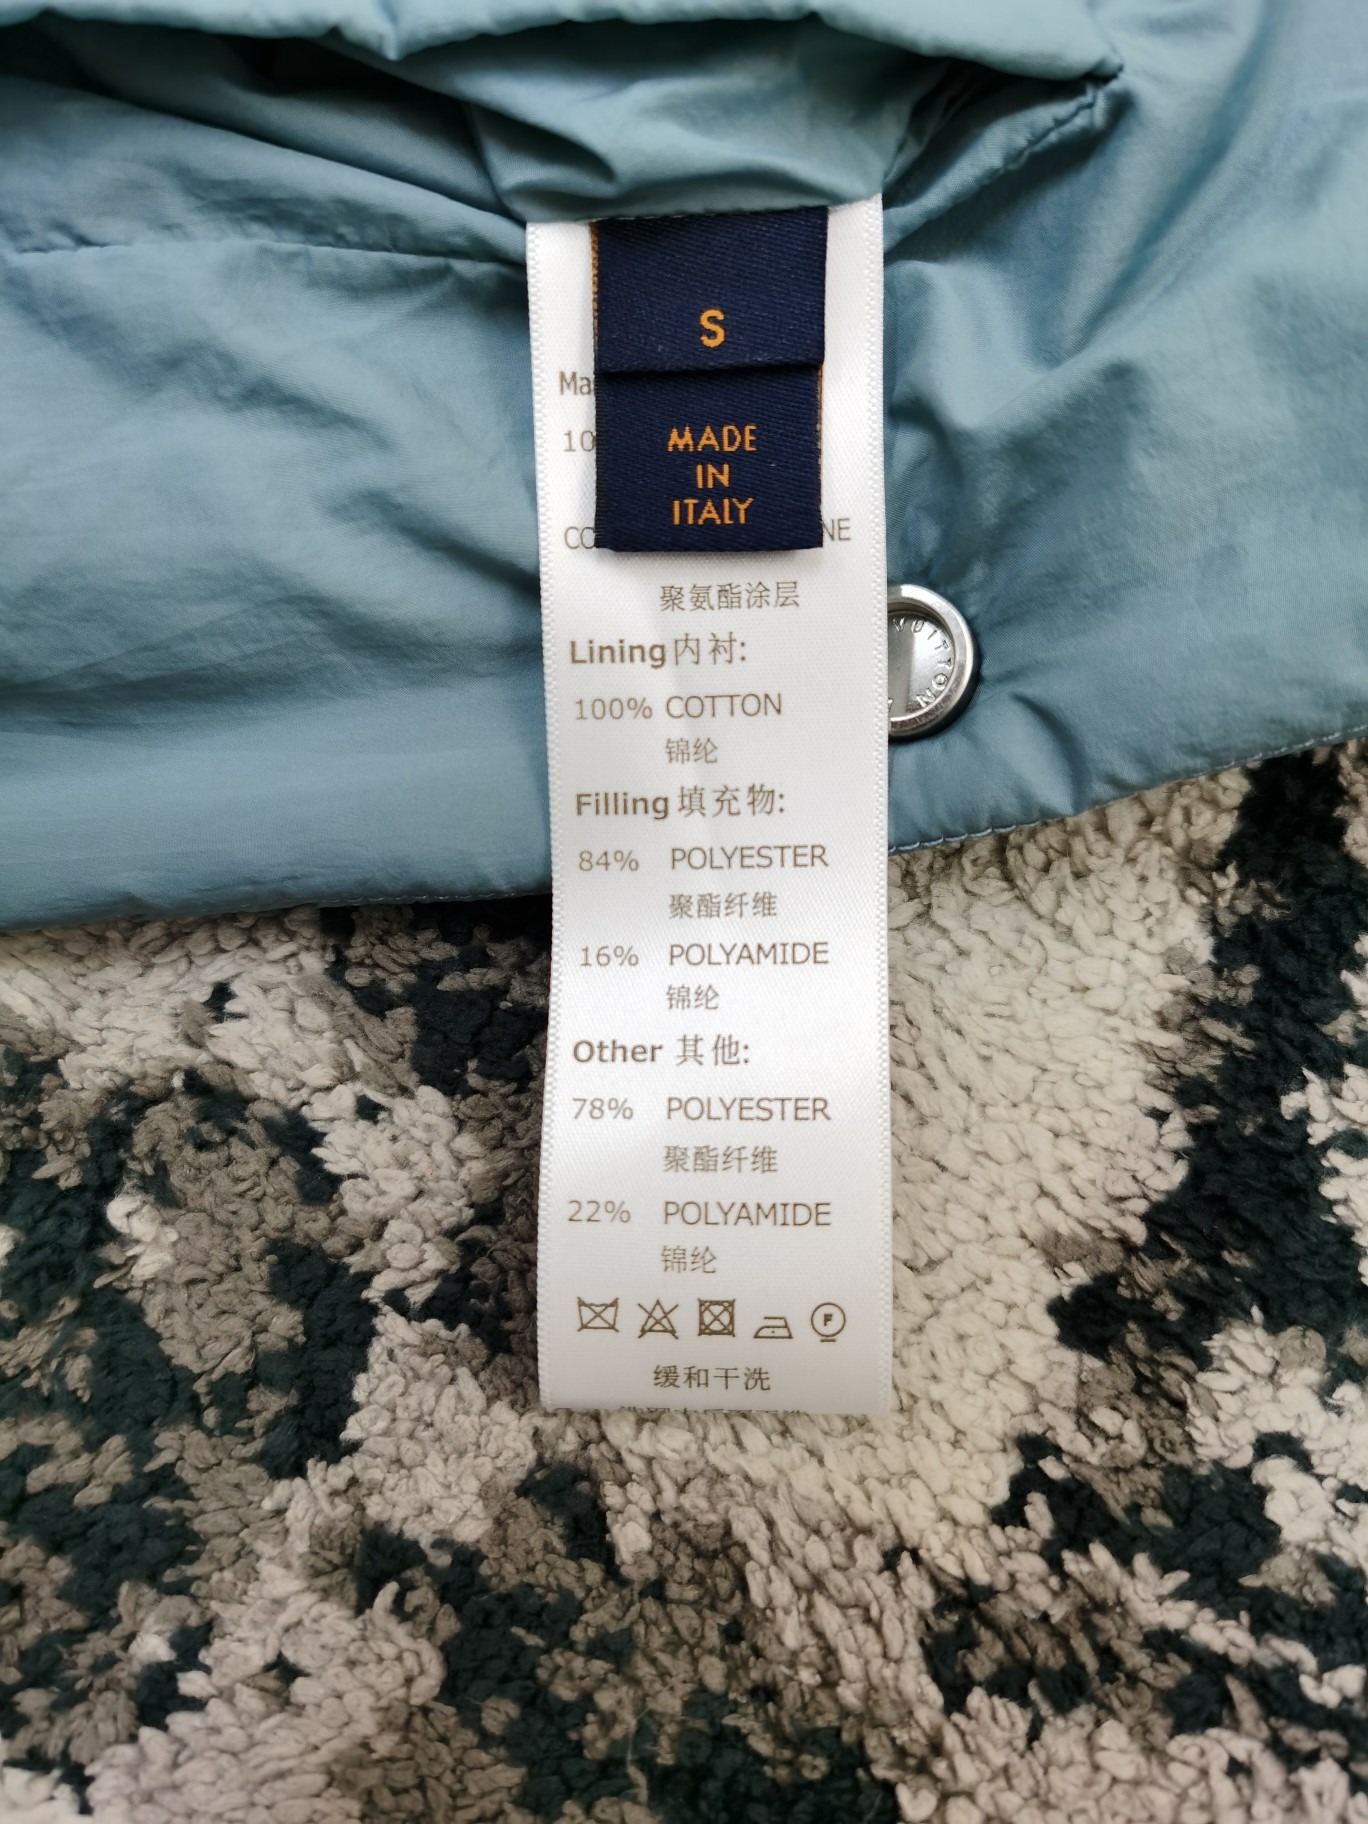 S
MADE
IN
ITALY
聚氨酯涂层
Lining内衬:
100% COTTON
锦纶
Filling填充物:
84% POLYESTER
聚酯纤维
16% POLYAMIDE
锦纶
Other 其他:
78% POLYESTER
聚酯纤维
22% POLYAMIDE
锦纶
F
缓和干洗